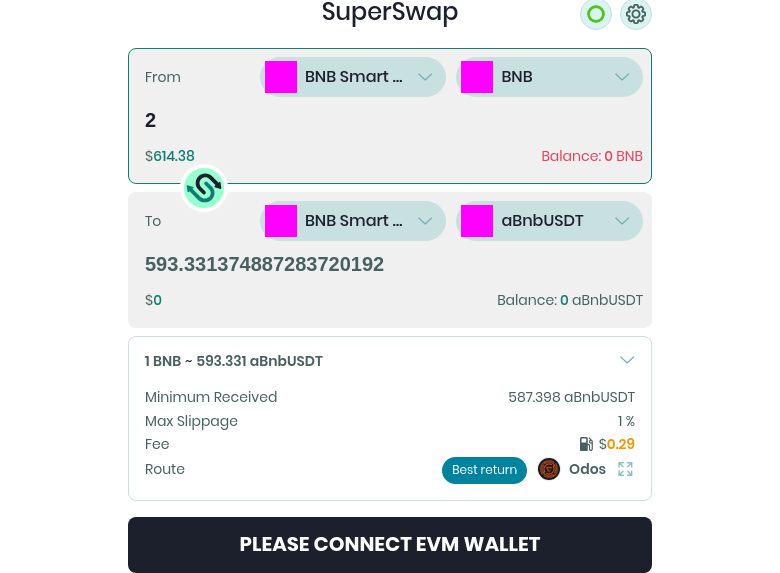 SuperSwap
From
BNB Smart ...
BNB
2
$614.38
Balance: 0 BNB
To
BNB Smart ...
aBnbUSDT
593.331374887283720192
$0
Balance: 0 aBnbUSDT
1 BNB ~ 593.331 aBnbUSDT
Minimum Received
587.398 aBnbUSDT
Max Slippage
1 %
Fee
$0.29
Route
Best return
Odos
PLEASE CONNECT EVM WALLET